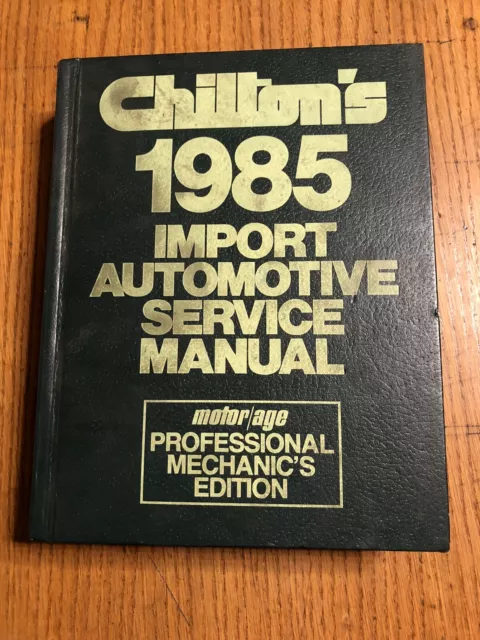 Chilton's
1985
IMPORT
AUTOMOTIVE
SERVICE
MANUAL
motor/age
PROFESSIONAL
MECHANIC'S
EDITION